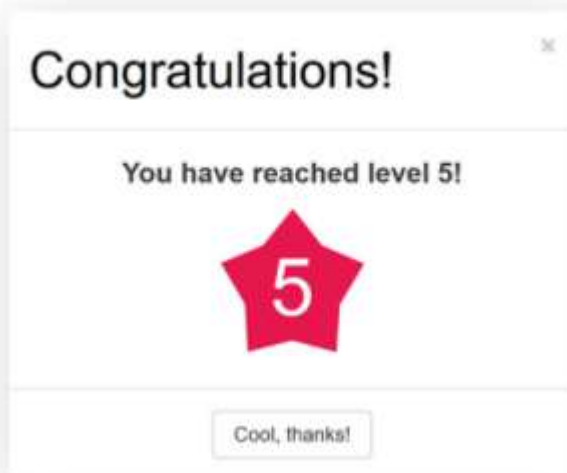 Congratulations!
×
You have reached level 5!
5
Cool, thanks!